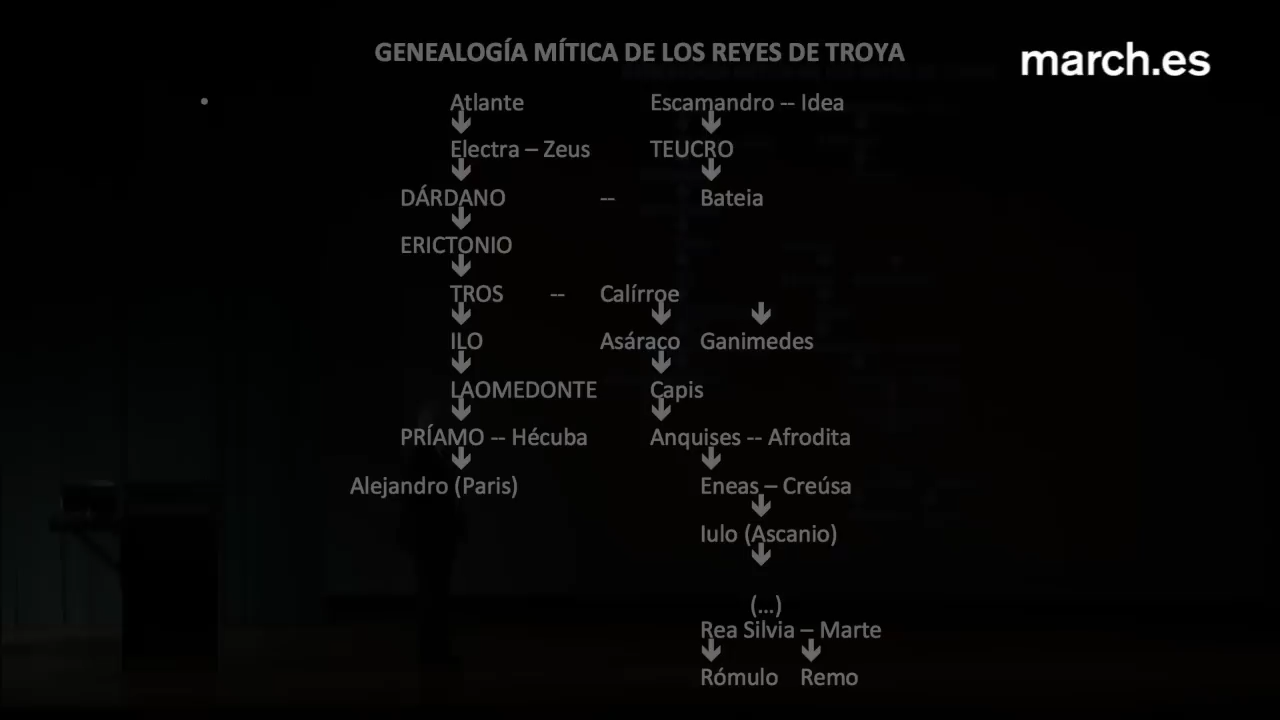 GENEALOGÍA MÍTICA DE LOS REYES DE TROYA
march.es
Atlante Escamandro -- Idea
Electra – Zeus TEUCRO
DÁRDANO -- Bateia
ERICTONIO
TROS -- Calírroe
ILO Asáraco Ganimedes
LAOMEDONTE Capis
PRÍAMO -- Hécuba Anquises -- Afrodita
Alejandro (Paris) Eneas – Creúsa
Iulo (Ascanio)
(...)
Rea Silvia – Marte
Rómulo Remo